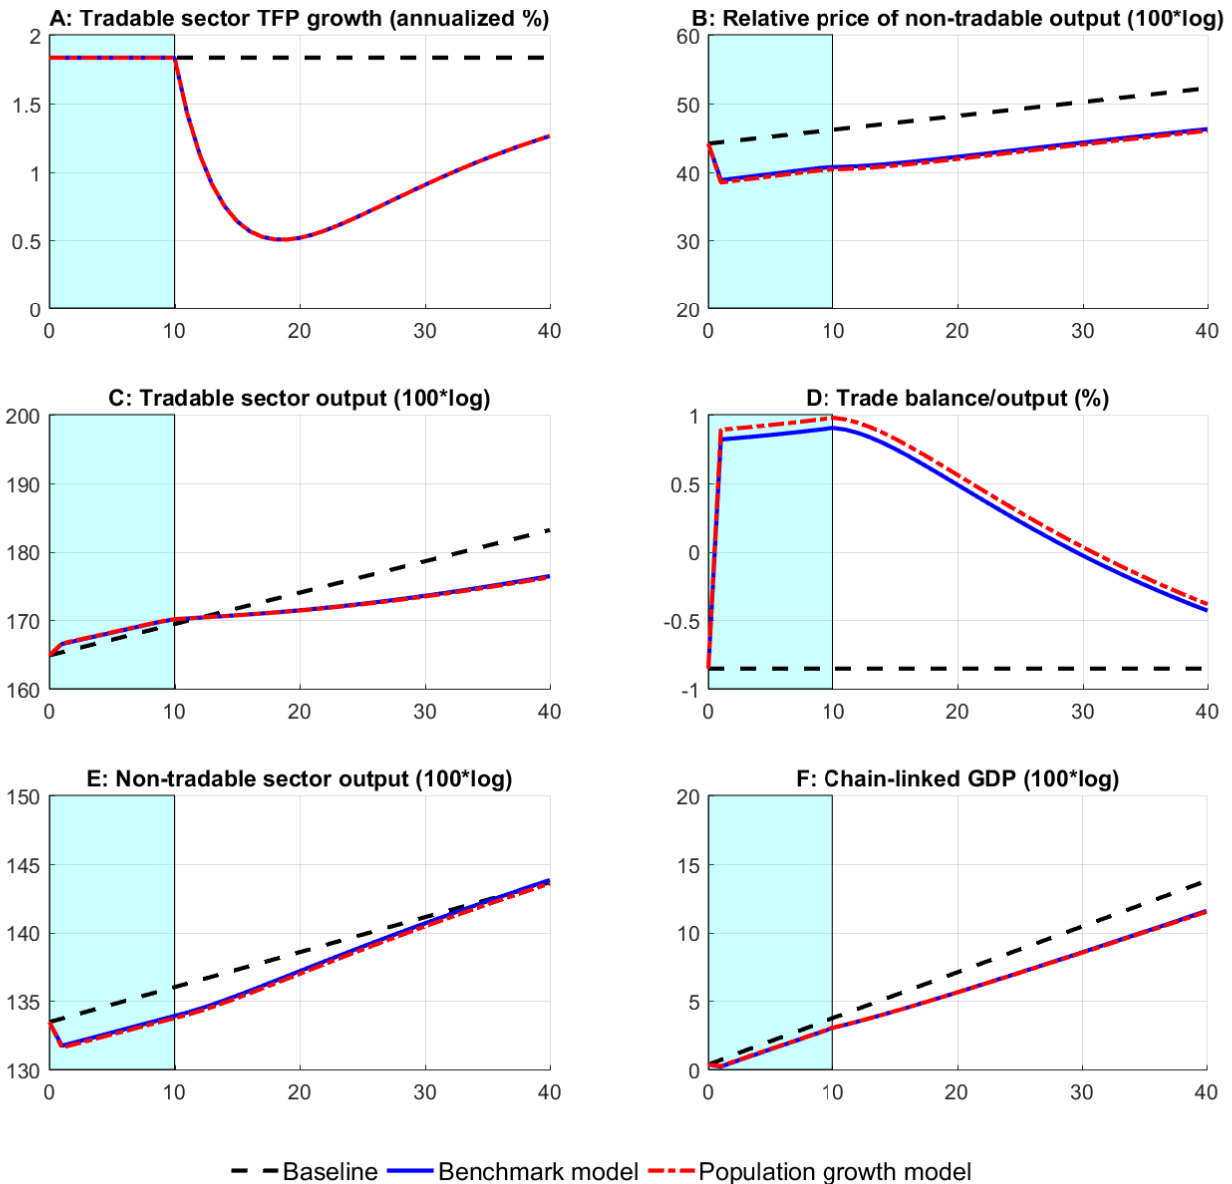 A: Tradable sector TFP growth (annualized %)
2
1.5
1
0.5
0
0 10 20 30 40
B: Relative price of non-tradable output (100*log)
60
50
40
30
20
0 10 20 30 40
C: Tradable sector output (100*log)
200
190
180
170
160
0 10 20 30 40
D: Trade balance/output (%)
1
0.5
0
-0.5
-1
0 10 20 30 40
E: Non-tradable sector output (100*log)
150
145
140
135
130
0 10 20 30 40
F: Chain-linked GDP (100*log)
20
15
10
5
0
0 10 20 30 40
Baseline Benchmark model Population growth model